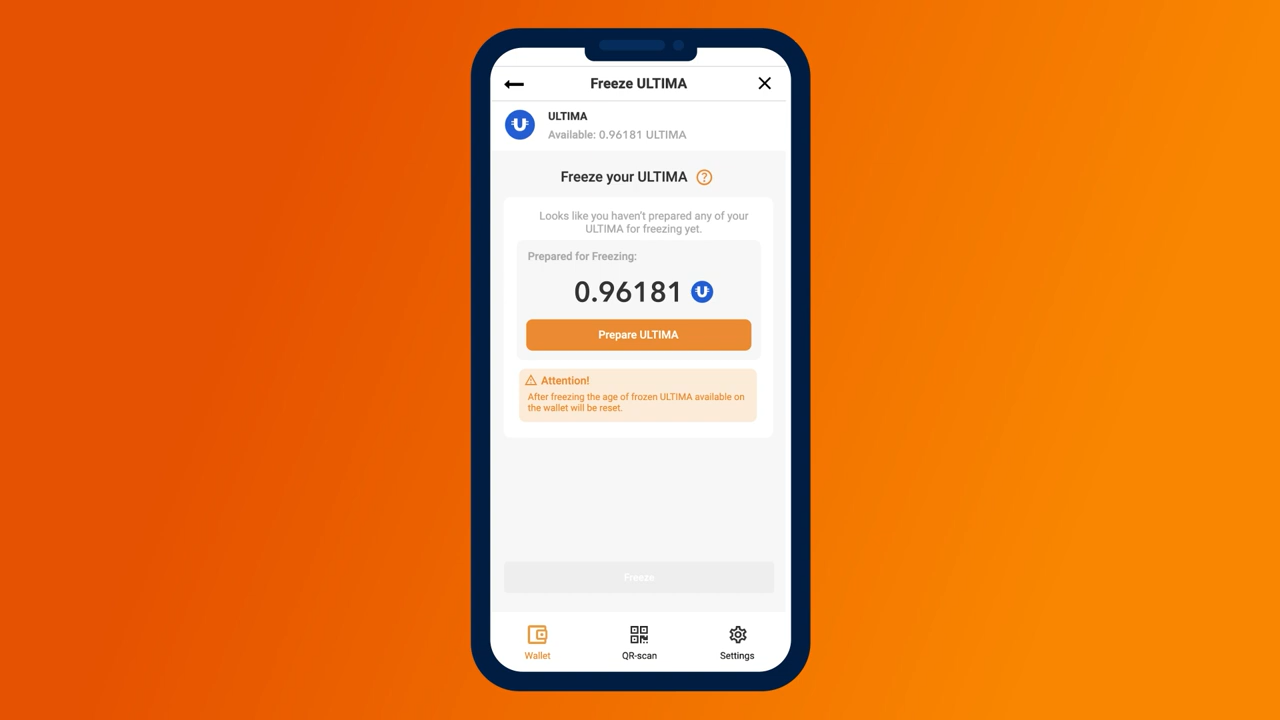 Freeze ULTIMA
ULTIMA
Available: 0.96181 ULTIMA
Freeze your ULTIMA
Looks like you haven't prepared any of your
ULTIMA for freezing yet.
Prepared for Freezing:
0.96181
Prepare ULTIMA
Attention!
After freezing the age of frozen ULTIMA available on
the wallet will be reset.
Freeze
Wallet
QR-scan
Settings